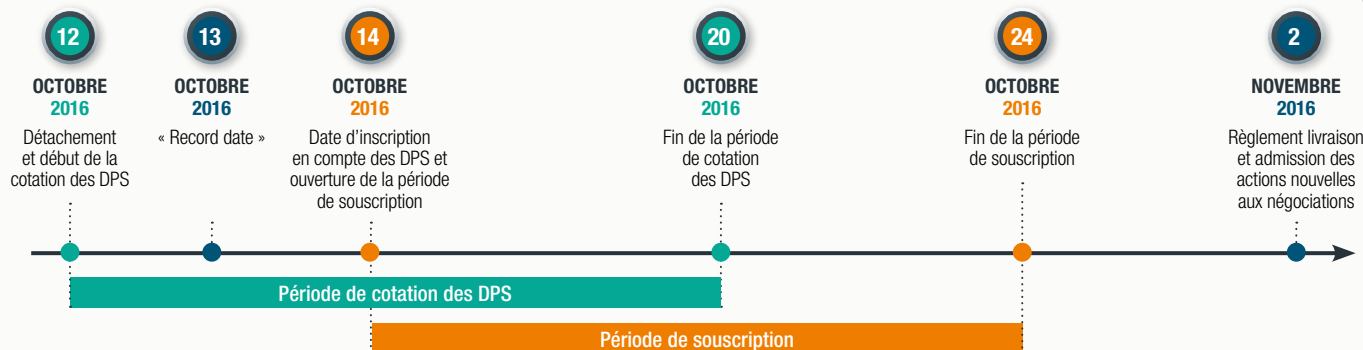 12
OCTOBRE
2016
Détachement
et début de la
cotation des DPS
13
OCTOBRE
2016
« Record date »
14
OCTOBRE
2016
Date d'inscription
en compte des DPS et
ouverture de la période
de souscription
20
OCTOBRE
2016
Fin de la période
de cotation
des DPS
24
OCTOBRE
2016
Fin de la période
de souscription
2
NOVEMBRE
2016
Règlement livraison
et admission des
actions nouvelles
aux négociations
Période de cotation des DPS
Période de souscription